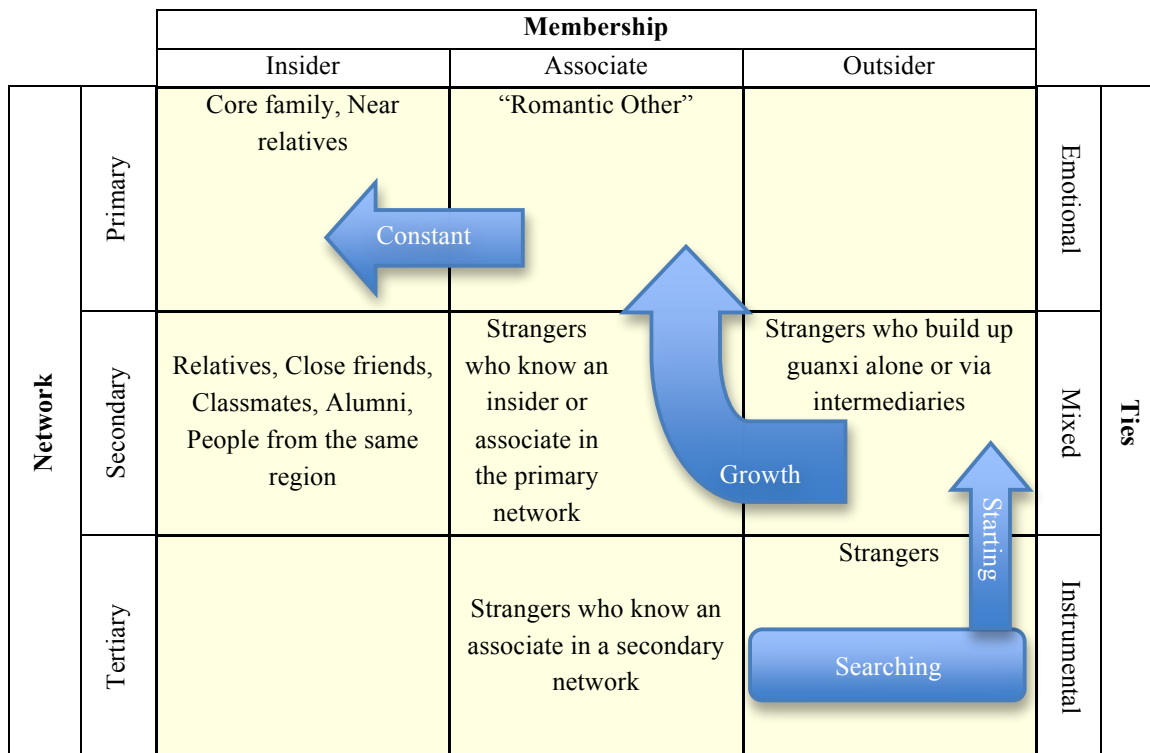 Membership
Insider
Associate
Outsider
Network
Primary
Core family, Near
relatives
“Romantic Other”
Emotional
Constant
Secondary
Relatives, Close friends,
Classmates, Alumni,
People from the same
region
Strangers
who know an
insider or
associate in
the primary
network
Growth
Strangers who build up
guanxi alone or via
intermediaries
Mixed
Ties
Starting
Tertiary
Strangers who know an
associate in a secondary
network
Strangers
Searching
Instrumental